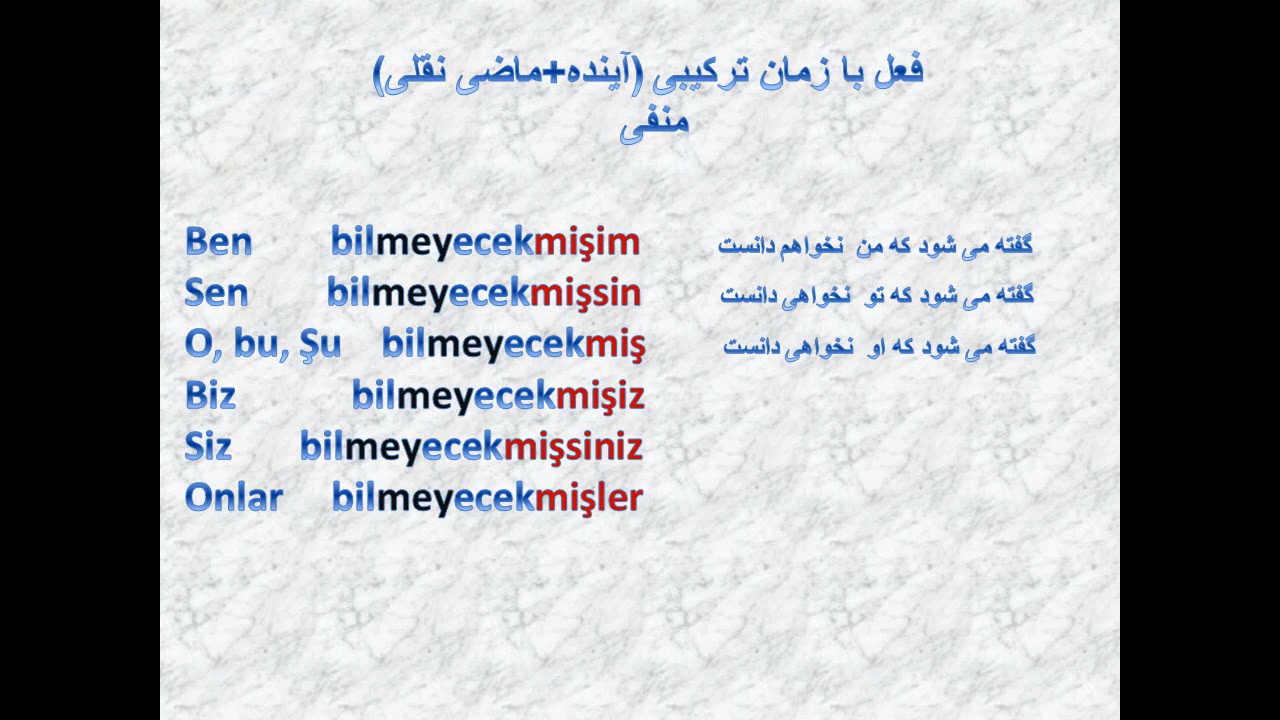 فعل با زمان ترکیبی (آینده+ماضی نقلی)
منفی
Ben bilmeyecekmişim گفته می شود که من نخواهم دانست
Sen bilmeyecekmişsin گفته می شود که تو نخواهی دانست
O, bu, Şu bilmeyecekmiş گفته می شود که او نخواهی دانست
Biz bilmeyecekmişiz
Siz bilmeyecekmişsiniz
Onlar bilmeyecekmişler